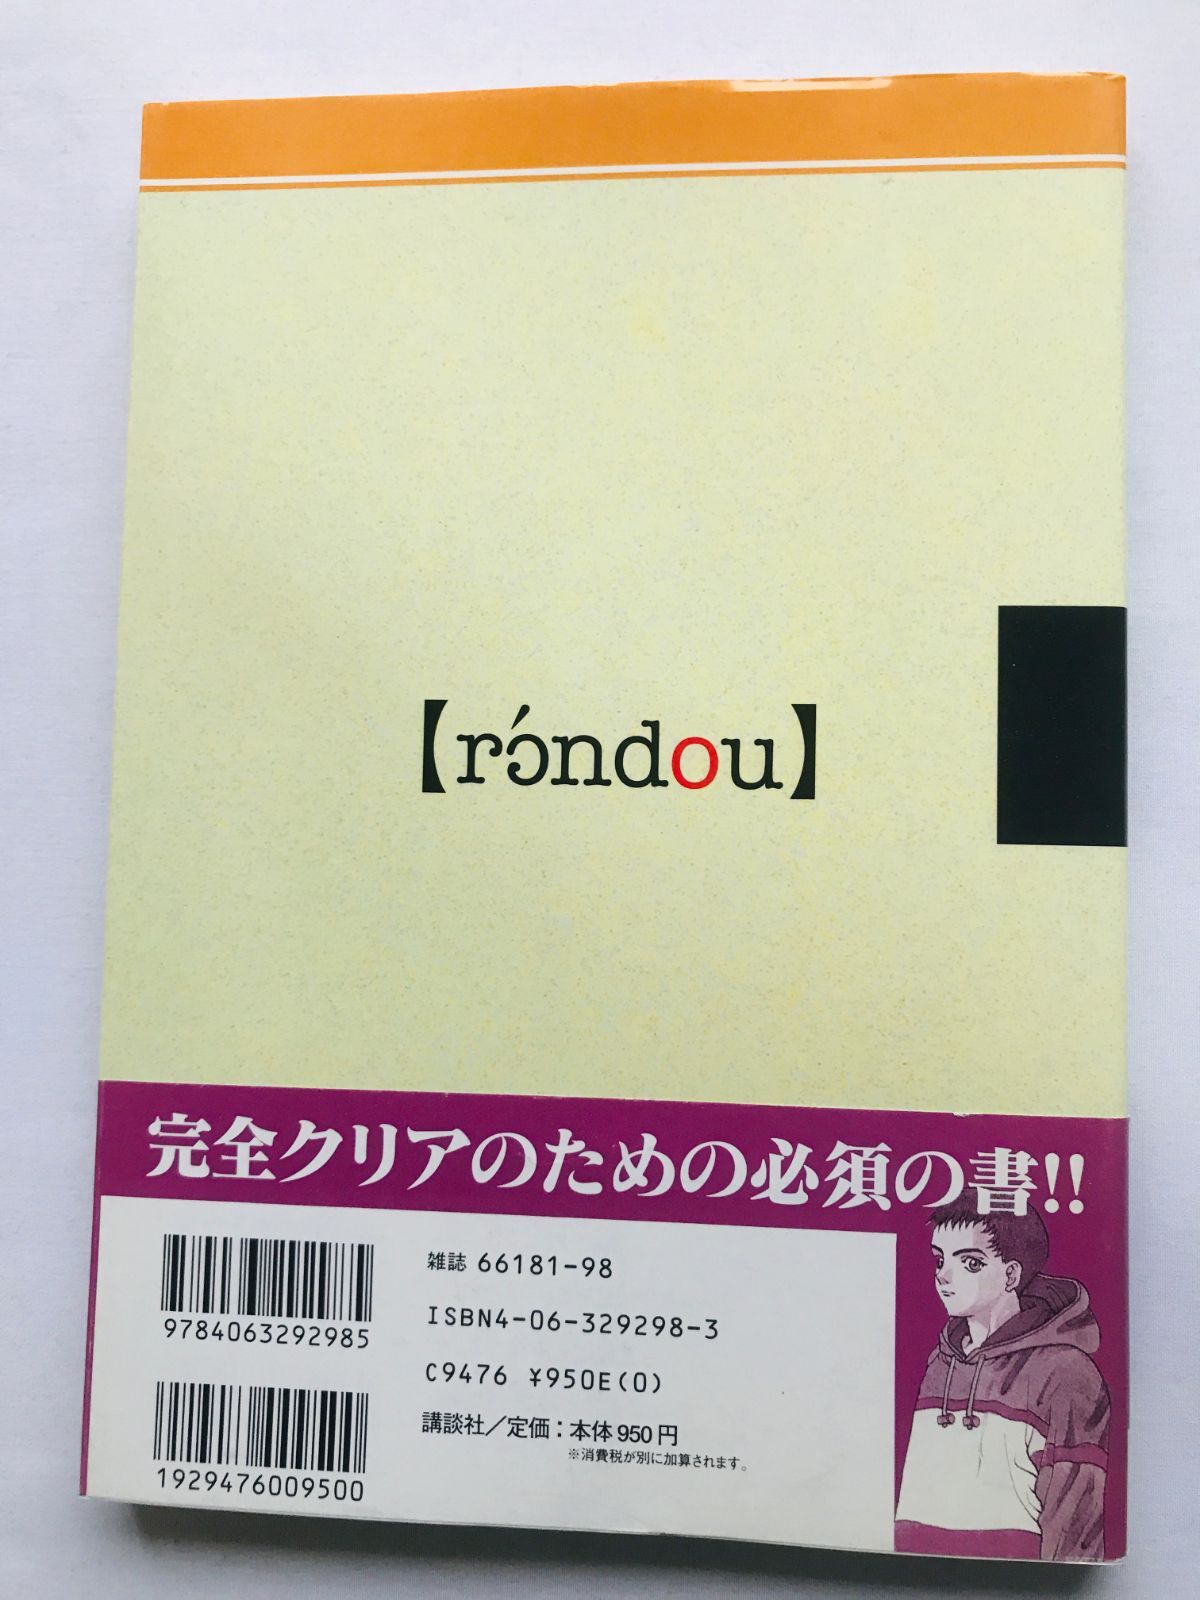 【rɔ́ndou】
完全クリアのための必須の書!!
9784063292985
雑誌 66181-98
ISBN4-06-329298-3
C9476 ¥950E(0)
講談社／定価：本体950円
※消費税が別に加算されます。
1929476009500